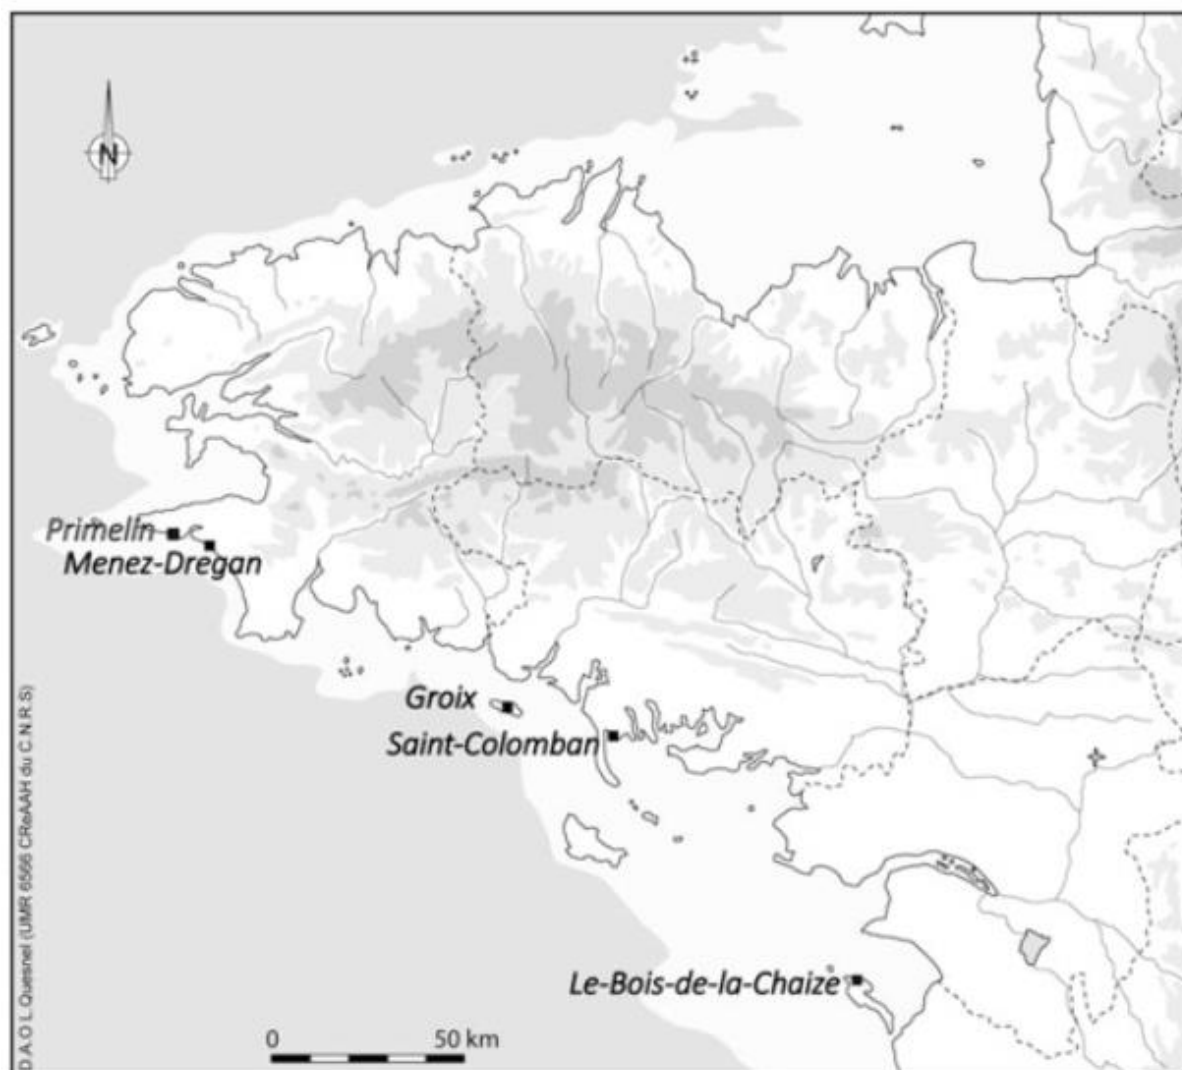 N
Primelin
Menez-Dregan
Groix
Saint-Colomban
Le-Bois-de-la-Chaize
0 50 km
D.A.O L.Quesnel (UMR 6566 CReAAH du C.N.R.S)